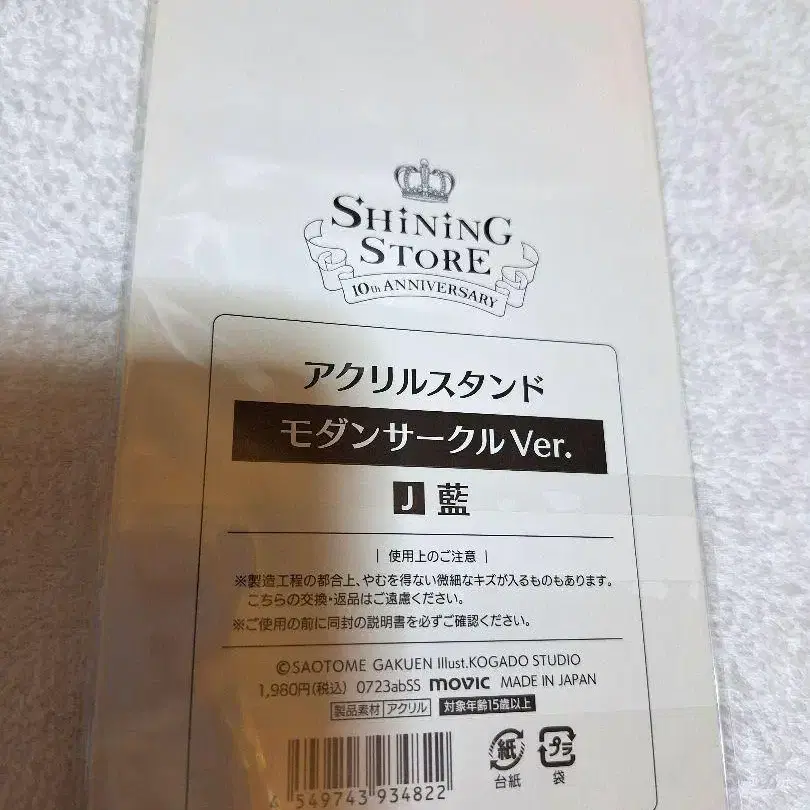 SHiNiNG
STORE
10th ANNIVERSARY
アクリルスタンド
モダンサークルVer.
J 藍
| 使用上のご注意 |
※製造工程の都合上、やむを得ない微細なキズが入るものもあります。
こちらの交換・返品はご遠慮ください。
※ご使用の前に同封の説明書を必ずご確認ください。
©SAOTOME GAKUEN Illust.KOGADO STUDIO
1,980円(税込) 0723abSS movic MADE IN JAPAN
製品素材 アクリル 対象年齢15歳以上
紙 プラ
台紙 袋
4 549743 934822